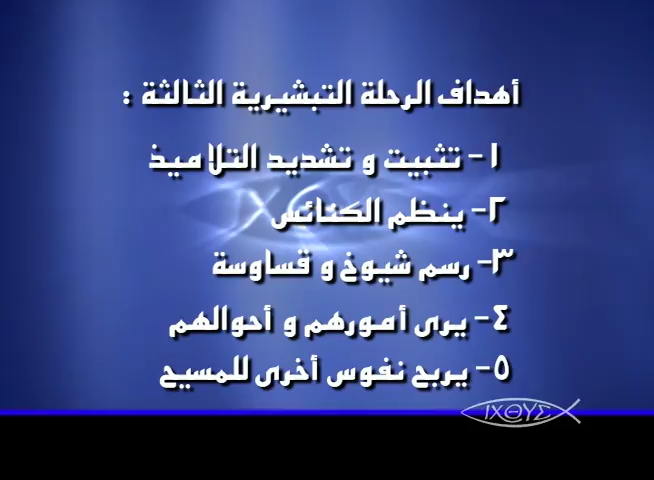 أهداف الرحلة التبشيرية الثالثة :
١- تثبيت و تشديد التلاميذ
٢- ينظم الكنائس
٣- رسم شيوخ و قساوسة
٤- يرى أمورهم و أحوالهم
٥- يربح نفوس أخرى للمسيح
ΙΧΘΥΣ
ΙΧΘΥΣ